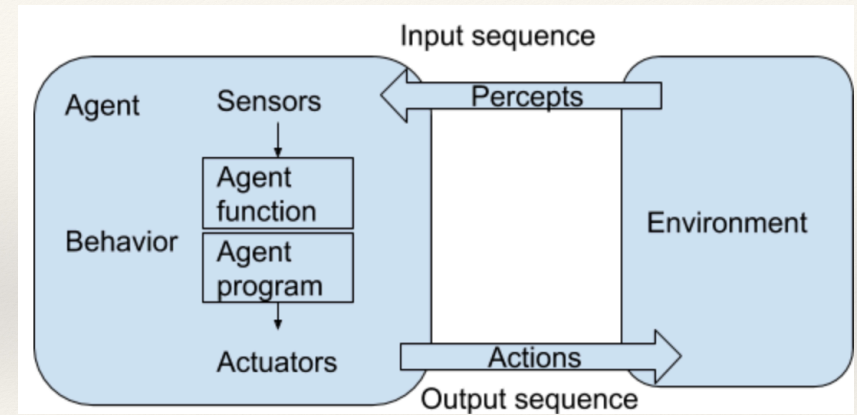 Input sequence
Percepts
Agent
Sensors
Agent
function
Behavior
Agent
program
Environment
Actuators
Actions
Output sequence